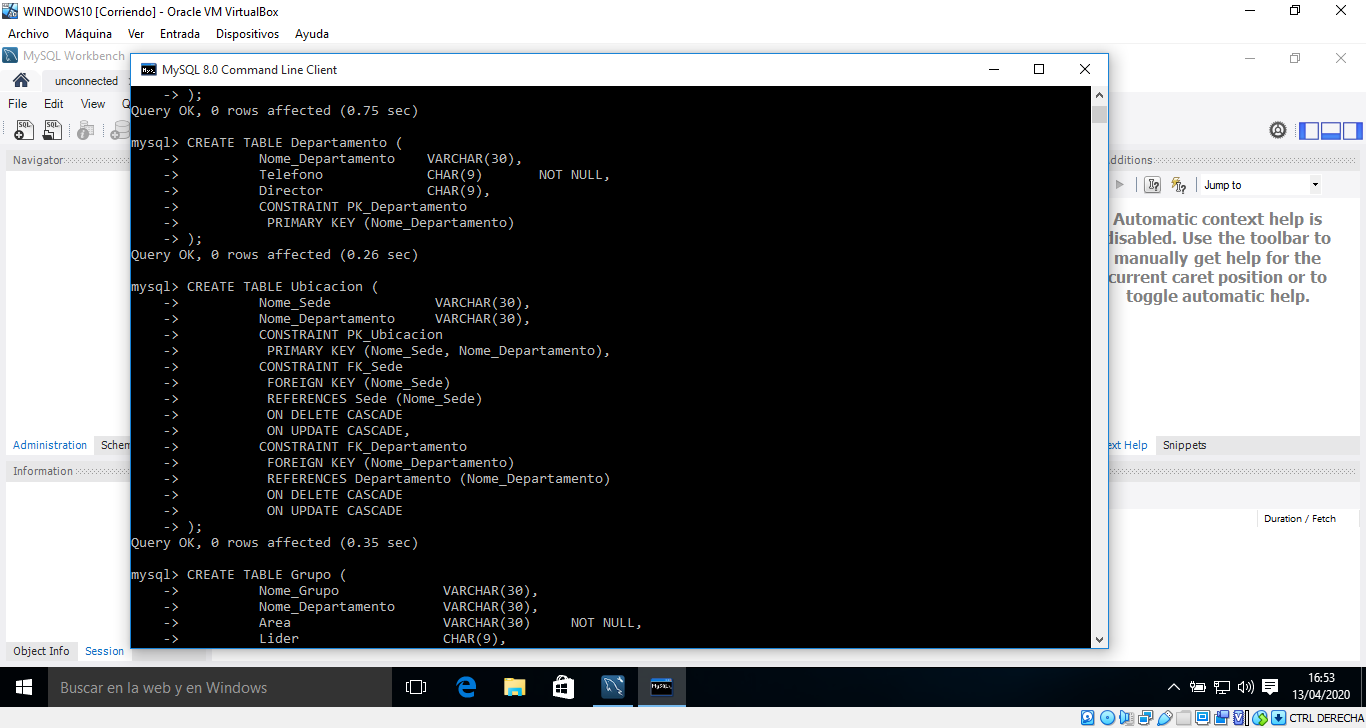 WINDOWS10 [Corriendo] - Oracle VM VirtualBox
Archivo Máquina Ver Entrada Dispositivos Ayuda
MySQL Workbench
unconnected
File Edit View Q
MySQL 8.0 Command Line Client
-> );
Query OK, 0 rows affected (0.75 sec)
mysql> CREATE TABLE Departamento (
-> Nome_Departamento VARCHAR(30),
-> Telefono CHAR(9) NOT NULL,
-> Director CHAR(9),
-> CONSTRAINT PK_Departamento
-> PRIMARY KEY (Nome_Departamento)
-> );
Query OK, 0 rows affected (0.26 sec)
mysql> CREATE TABLE Ubicacion (
-> Nome_Sede VARCHAR(30),
-> Nome_Departamento VARCHAR(30),
-> CONSTRAINT PK_Ubicacion
-> PRIMARY KEY (Nome_Sede, Nome_Departamento),
-> CONSTRAINT FK_Sede
-> FOREIGN KEY (Nome_Sede)
-> REFERENCES Sede (Nome_Sede)
-> ON DELETE CASCADE
-> ON UPDATE CASCADE,
-> CONSTRAINT FK_Departamento
-> FOREIGN KEY (Nome_Departamento)
-> REFERENCES Departamento (Nome_Departamento)
-> ON DELETE CASCADE
-> ON UPDATE CASCADE
-> );
Query OK, 0 rows affected (0.35 sec)
mysql> CREATE TABLE Grupo (
-> Nome_Grupo VARCHAR(30),
-> Nome_Departamento VARCHAR(30),
-> Area VARCHAR(30) NOT NULL,
-> Lider CHAR(9),
Navigator
Administration Schem
Information
Object Info Session
dditions
Jump to
Automatic context help is
disabled. Use the toolbar to
manually get help for the
current caret position or to
toggle automatic help.
ext Help Snippets
Duration / Fetch
Buscar en la web y en Windows
16:53
13/04/2020
CTRL DERECHA